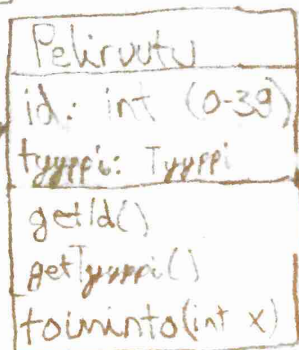 Peliruutu
id: int (0-39)
tyyppi: Tyyppi
getId()
getTyyppi()
toiminto(int x)